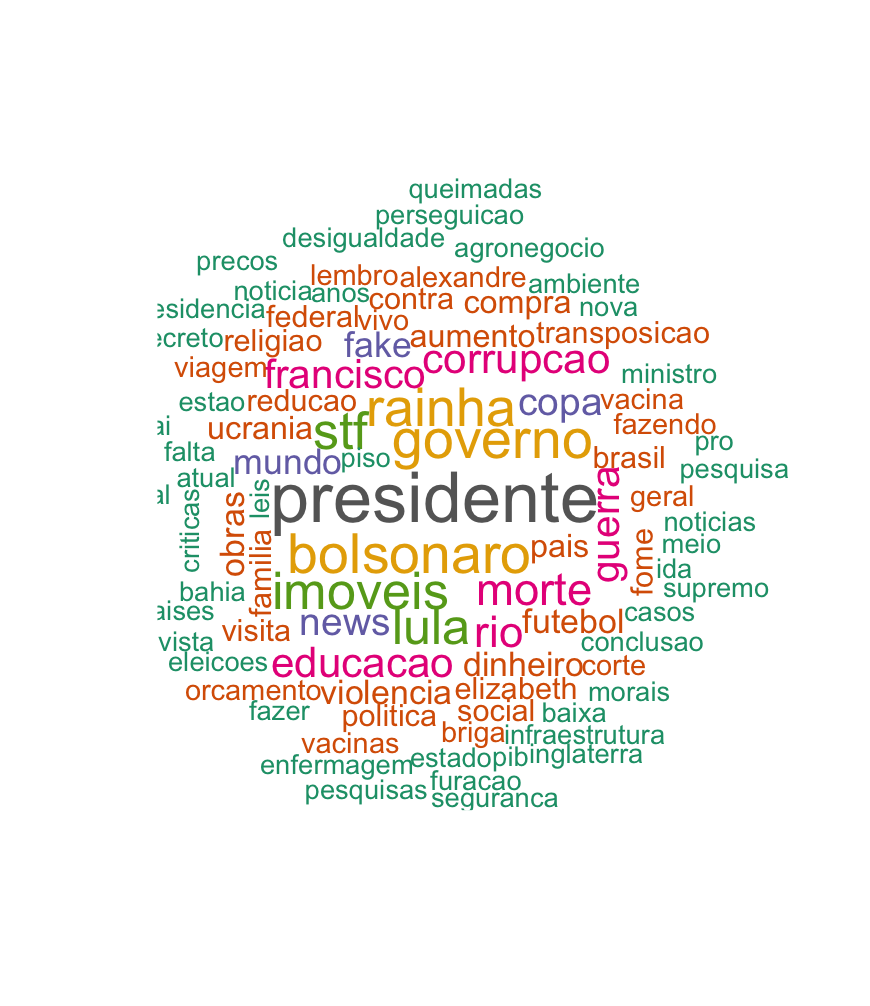 queimadas
perseguicao
desigualdade
agronegocio
precos
lembro alexandre ambiente
noticia anos contra compra nova
esidencia federal vivo
ecreto religiao fake aumento transposicao
viagem francisco corrupcao ministro
estao reducao rainha copa vacina
ai ucrania stf governo fazendo
falta mundo piso brasil pro
atual pesquisa
al criticas obras leis presidente guerra geral
noticias
familia bolsonaro pais fome meio
ida
bahia imoveis morte supremo
aises news lula rio futebol casos
vista visita conclusao
eleicoes educacao dinheiro corte
orcamento violencia elizabeth morais
fazer politica social baixa
vacinas briga infraestrutura
enfermagem estado pib inglaterra
pesquisas furacao
seguranca